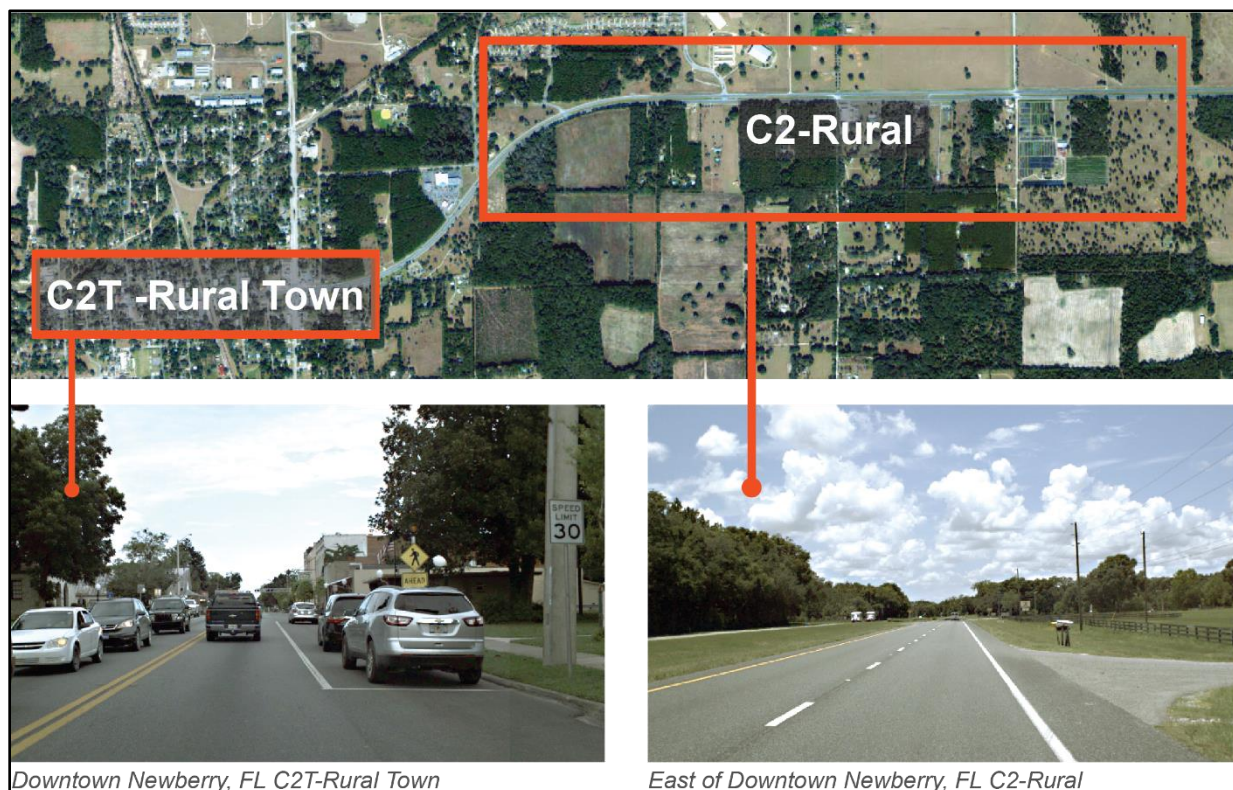 C2-Rural
C2T -Rural Town
SPEED
LIMIT
30
AHEAD
Downtown Newberry, FL C2T-Rural Town
East of Downtown Newberry, FL C2-Rural